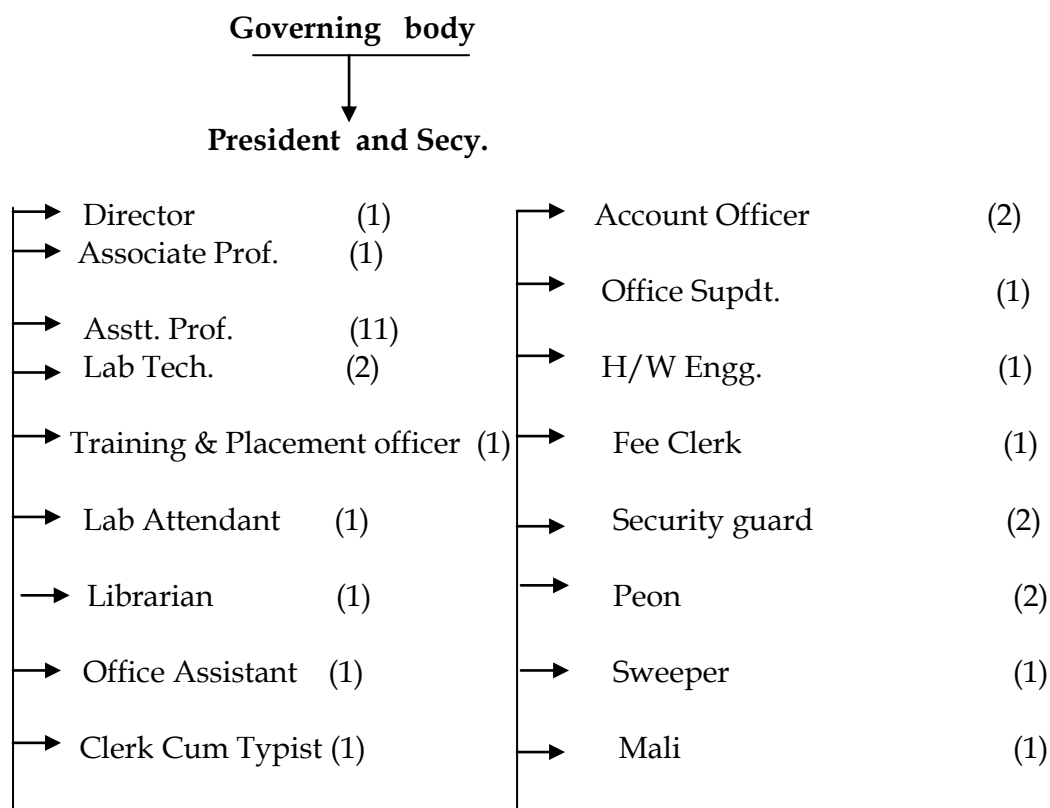 Governing body
President and Secy.
Director (1)
Associate Prof. (1)
Asstt. Prof. (11)
Lab Tech. (2)
Training & Placement officer (1)
Lab Attendant (1)
Librarian (1)
Office Assistant (1)
Clerk Cum Typist (1)
Account Officer (2)
Office Supdt. (1)
H/W Engg. (1)
Fee Clerk (1)
Security guard (2)
Peon (2)
Sweeper (1)
Mali (1)